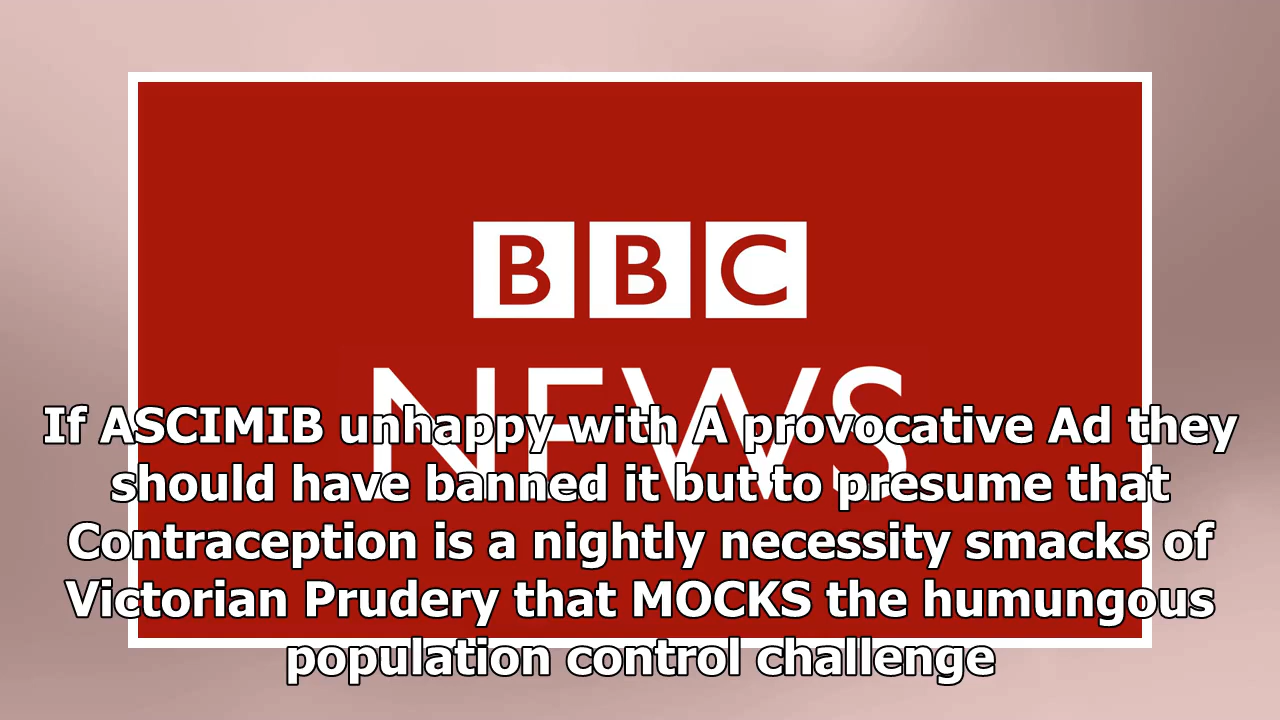 BBC
NEWS
If ASCIMIB unhappy with A provocative Ad they
should have banned it but to presume that
Contraception is a nightly necessity smacks of
Victorian Prudery that MOCKS the humungous
population control challenge